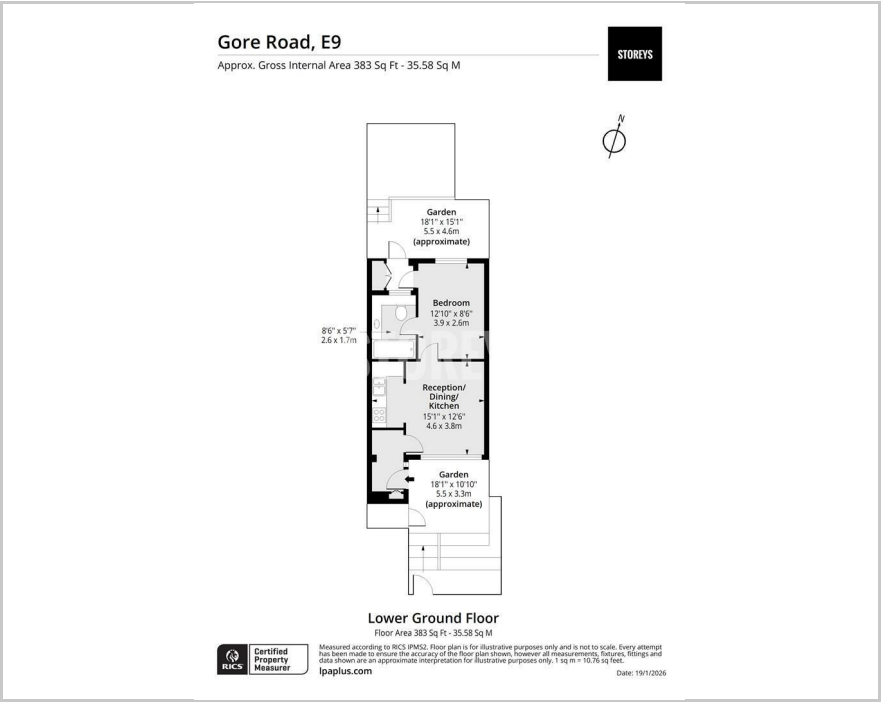 Gore Road, E9
Approx. Gross Internal Area 383 Sq Ft - 35.58 Sq M
STOREYS
N
Garden
18'1" x 15'1"
5.5 x 4.6m
(approximate)
Bedroom
12'10" x 8'6"
3.9 x 2.6m
8'6" x 5'7"
2.6 x 1.7m
STOREY
Reception/
Dining/
Kitchen
15'1" x 12'6"
4.6 x 3.8m
Garden
18'1" x 10'10"
5.5 x 3.3m
(approximate)
Lower Ground Floor
Floor Area 383 Sq Ft - 35.58 Sq M
RICS
Certified
Property
Measurer
Measured according to RICS IPMS2. Floor plan is for illustrative purposes only and is not to scale. Every attempt
has been made to ensure the accuracy of the floor plan shown, however all measurements, fixtures, fittings and
data shown are an approximate interpretation for illustrative purposes only. 1 sq m = 10.76 sq feet.
lpaplus.com
Date: 19/1/2026